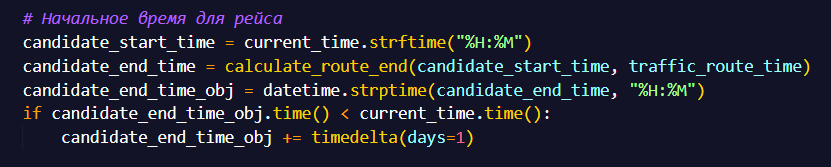 # Начальное время для рейса
candidate_start_time = current_time.strftime("%H:%M")
candidate_end_time = calculate_route_end(candidate_start_time, traffic_route_time)
candidate_end_time_obj = datetime.strptime(candidate_end_time, "%H:%M")
if candidate_end_time_obj.time() < current_time.time():
    candidate_end_time_obj += timedelta(days=1)